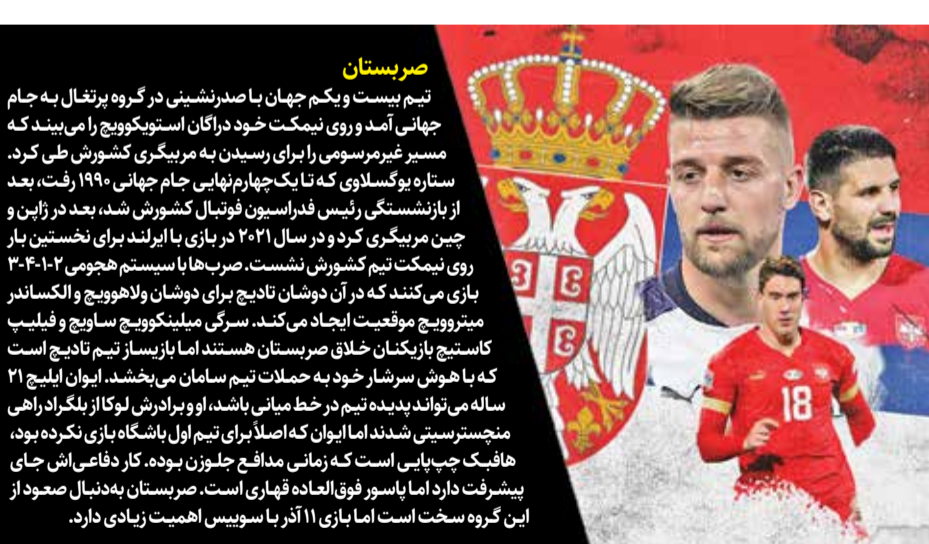 صربستان
تیم بیست و یکم جهان با صدرنشینی در گروه پرتغال به جام
جهانی آمد و روی نیمکت خود دراگان استویکوویچ را می‌بیند که
مسیر غیرمرسومی را برای رسیدن به مربیگری کشورش طی کرد.
ستاره یوگسلاوی که تا یک‌چهارم‌نهایی جام جهانی ۱۹۹۰ رفت، بعد
از بازنشستگی رئیس فدراسیون فوتبال کشورش شد، بعد در ژاپن و
چین مربیگری کرد و در سال ۲۰۲۱ در بازی با ایرلند برای نخستین بار
روی نیمکت تیم کشورش نشست. صرب‌ها با سیستم هجومی ۲-۱-۴-۳
بازی می‌کنند که در آن دوشان تادیچ برای دوشان ولاهوویچ و الکساندر
میتروویچ موقعیت ایجاد می‌کند. سرگی میلینکوویچ ساویچ و فیلیپ
کاستیچ بازیکنان خلاق صربستان هستند اما بازیساز تیم تادیچ است
که با هوش سرشار خود به حملات تیم سامان می‌بخشد. ایوان ایلیچ ۲۱
ساله می‌تواند پدیده تیم در خط میانی باشد، او و برادرش لوکا از بلگراد راهی
منچسترسیتی شدند اما ایوان که اصلاً برای تیم اول باشگاه بازی نکرده بود،
هافبک چپ‌پایی است که زمانی مدافع جلوزن بوده. کار دفاعی‌اش جای
پیشرفت دارد اما پاسور فوق‌العاده قهاری است. صربستان به‌دنبال صعود از
این گروه سخت است اما بازی ۱۱ آذر با سوییس اهمیت زیادی دارد.
18